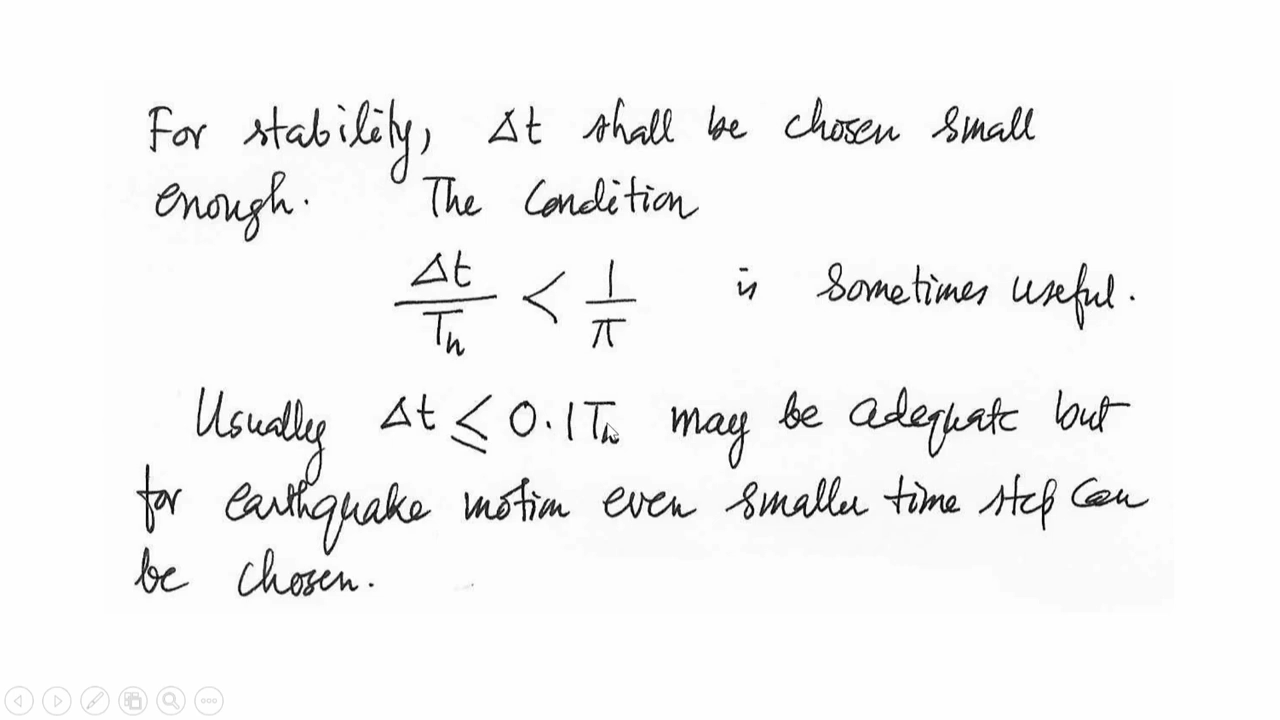 For stability, Δt shall be chosen small
enough. The Condition
Δt/Tn < 1/π is sometimes useful.
Usually Δt ≤ 0.1Tn may be adequate but
for earthquake motion even smaller time step can
be chosen.